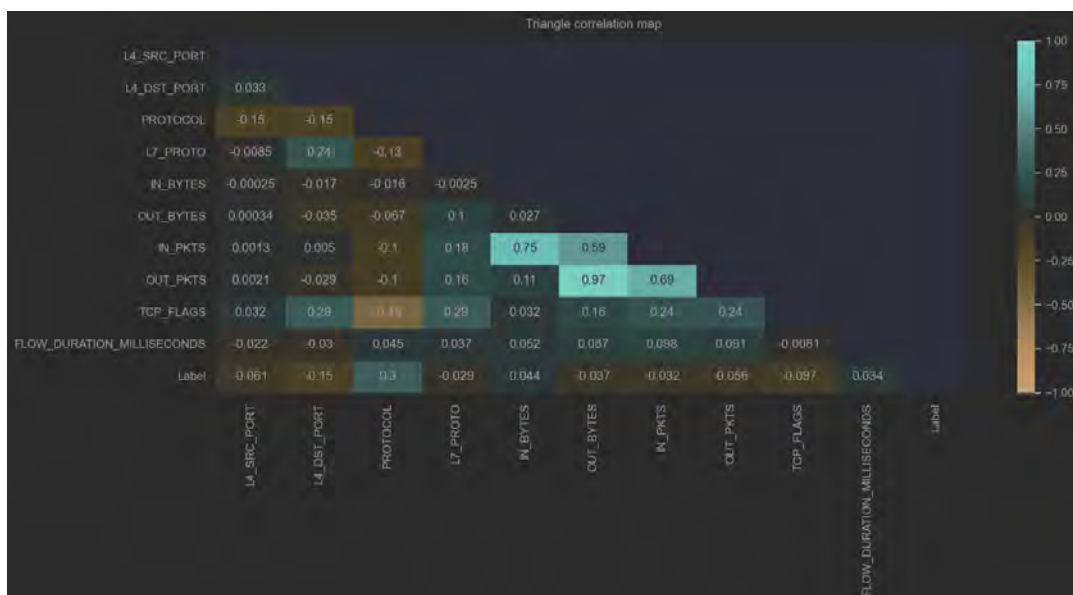 Triangle correlation map
L4_SRC_PORT
L4_DST_PORT 0.033
PROTOCOL -0.15 -0.15
L7_PROTO -0.0085 0.24 -0.13
IN_BYTES -0.00025 -0.017 -0.016 -0.0025
OUT_BYTES 0.00034 -0.035 -0.067 0.1 0.027
IN_PKTS 0.0013 0.005 -0.1 0.18 0.75 0.59
OUT_PKTS 0.0021 -0.029 -0.1 0.16 0.11 0.97 0.69
TCP_FLAGS 0.032 0.29 0.29 0.032 0.16 0.24 0.24
FLOW_DURATION_MILLISECONDS -0.022 -0.03 0.045 0.037 0.052 0.087 0.098 0.091 -0.0081
Label -0.061 -0.15 0.3 -0.029 0.044 -0.037 -0.032 -0.056 -0.097 0.034
L4_SRC_PORT
L4_DST_PORT
PROTOCOL
L7_PROTO
IN_BYTES
OUT_BYTES
IN_PKTS
OUT_PKTS
TCP_FLAGS
FLOW_DURATION_MILLISECONDS
Label
1.00
0.75
0.50
0.25
0.00
-0.25
-0.50
-0.75
-1.00